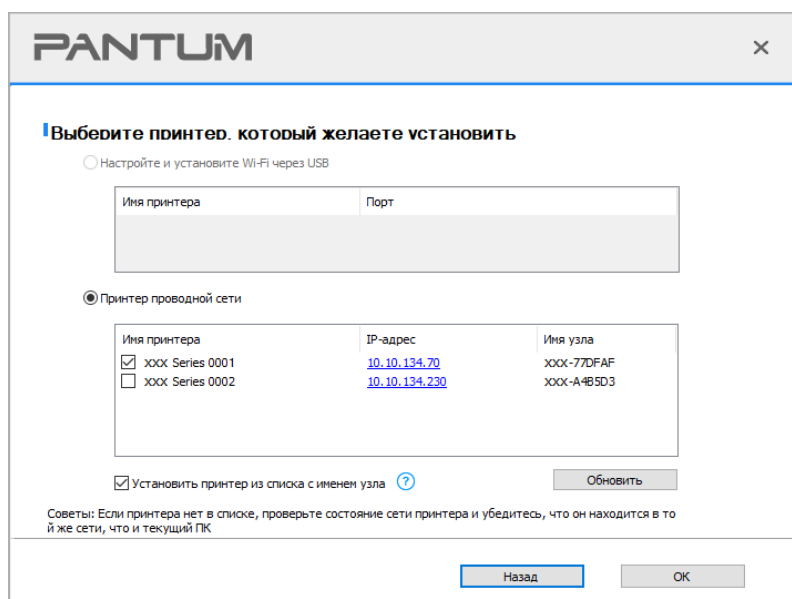 PANTUM
Выберите принтер, который желаете установить
Настройте и установите Wi-Fi через USB
Имя принтера Порт
Принтер проводной сети
Имя принтера IP-адрес Имя узла
XXX Series 0001 10.10.134.70 XXX-77DFAF
XXX Series 0002 10.10.134.230 XXX-A4B5D3
Установить принтер из списка с именем узла ? Обновить
Советы: Если принтера нет в списке, проверьте состояние сети принтера и убедитесь, что он находится в то
й же сети, что и текущий ПК
Назад OK